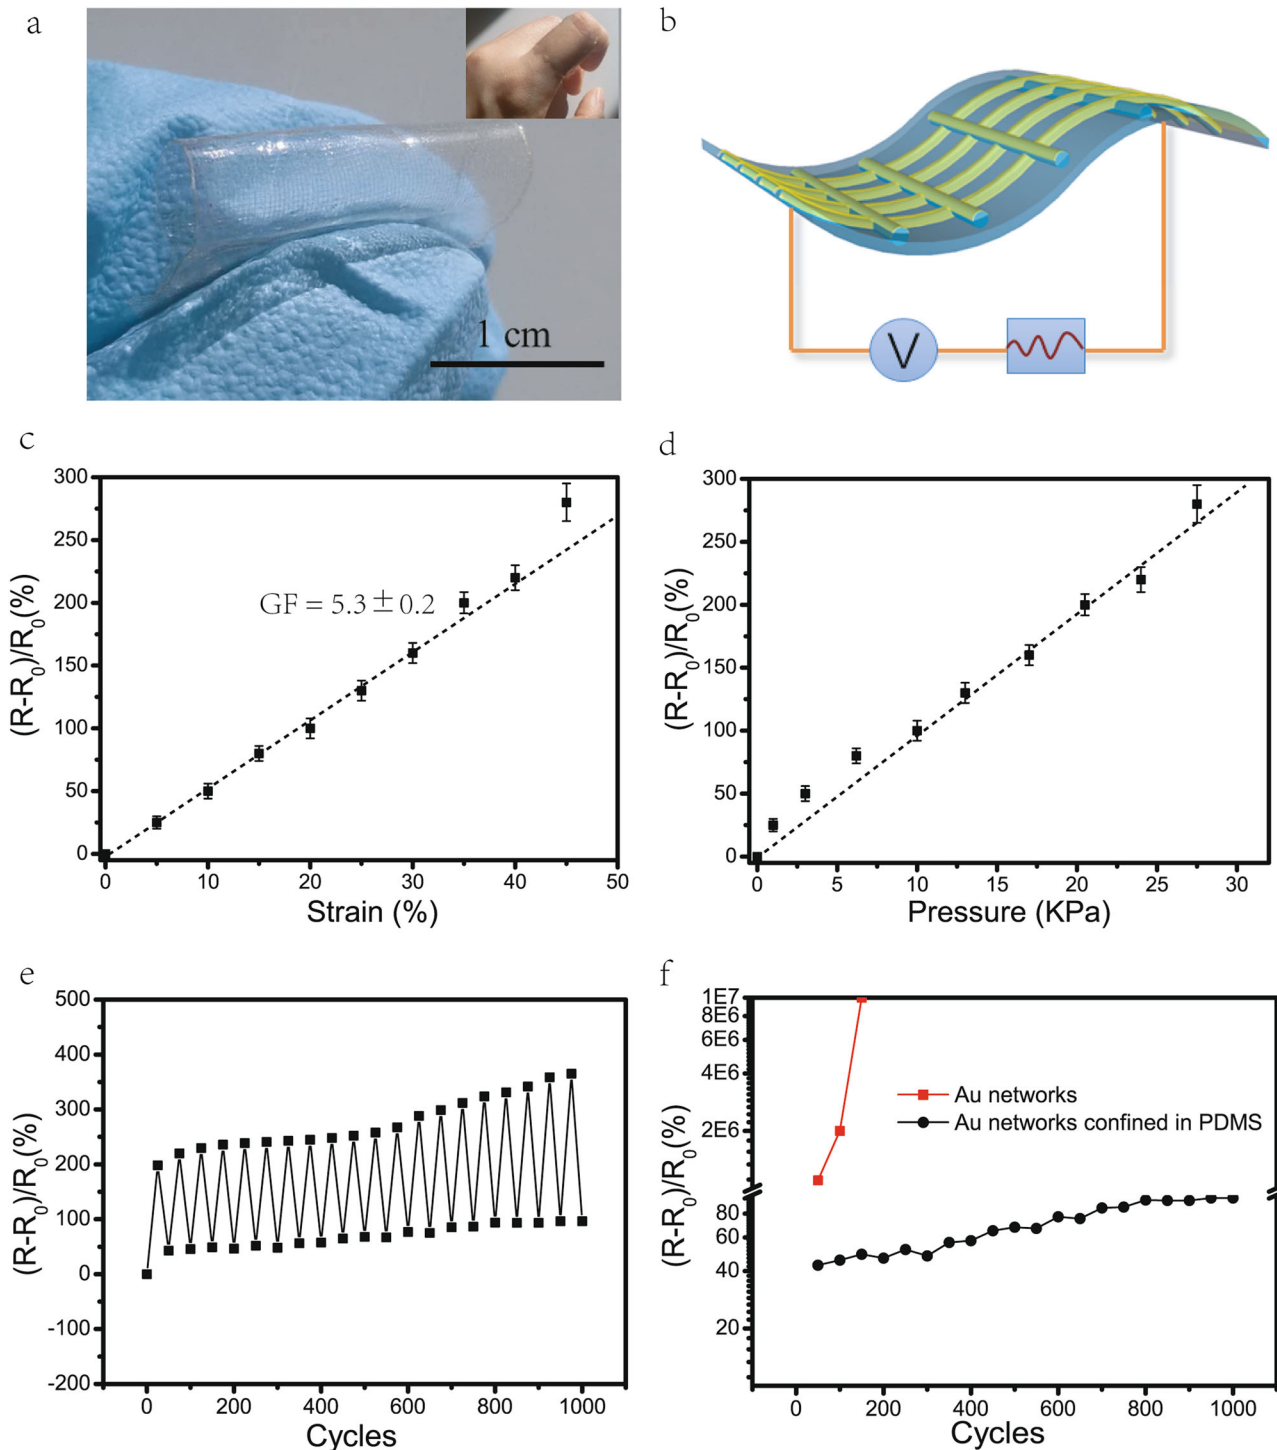 a
1 cm
b
V
c
300
250
200
150
100
50
0
(R-R0)/R0(%)
GF = 5.3 ± 0.2
0 10 20 30 40 50
Strain (%)
d
300
250
200
150
100
50
0
(R-R0)/R0(%)
0 5 10 15 20 25 30
Pressure (KPa)
e
500
400
300
200
100
0
-100
-200
(R-R0)/R0(%)
0 200 400 600 800 1000
Cycles
f
1E7
8E6
6E6
4E6
2E6
80
60
40
20
(R-R0)/R0(%)
Au networks
Au networks confined in PDMS
0 200 400 600 800 1000
Cycles